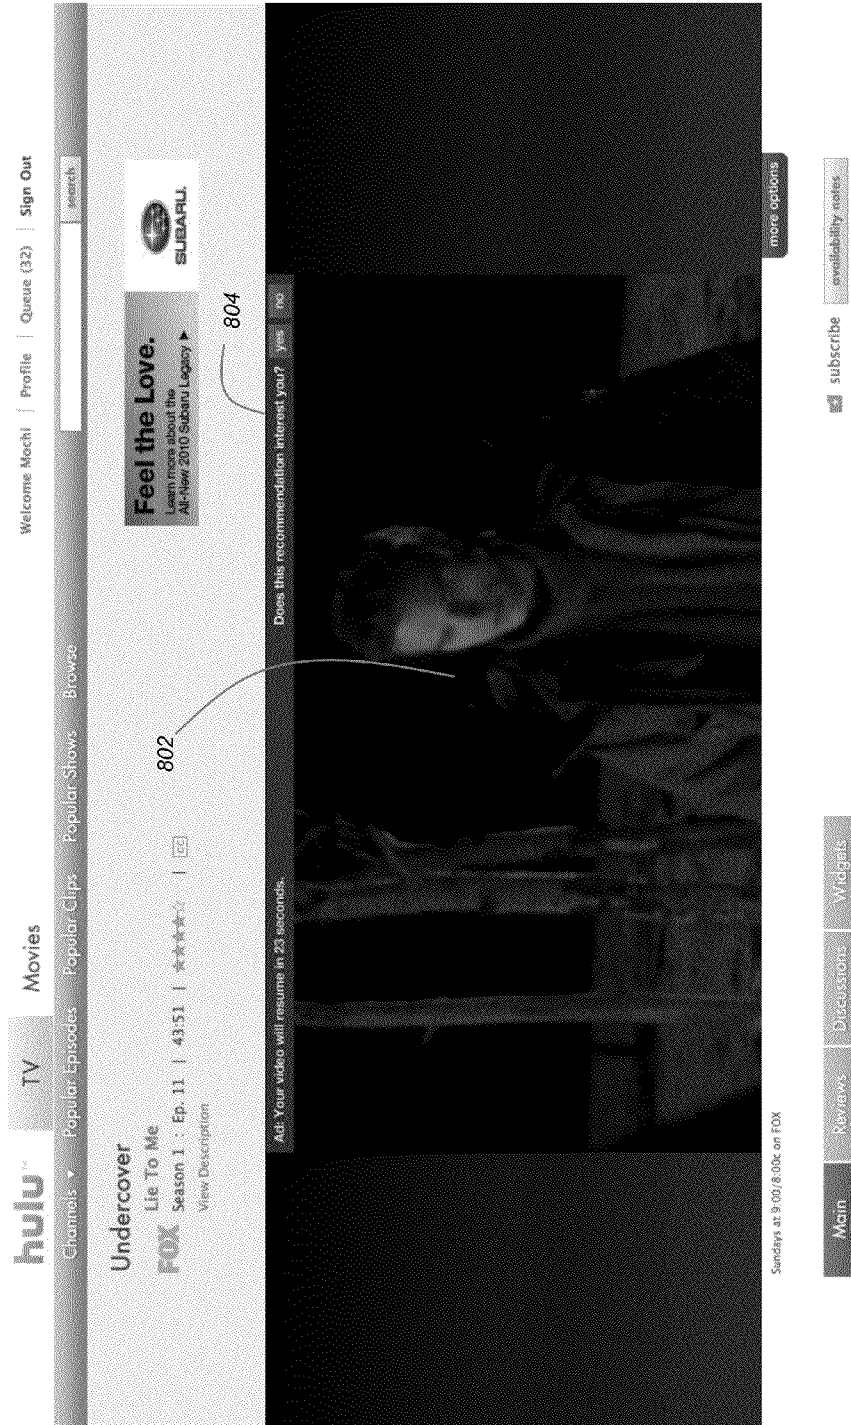 Welcome Mochi | Profile | Queue (32) | Sign Out
hulu™ TV Movies
Channels ▼ Popular Episodes Popular Clips Popular Shows Browse search
Undercover
FOX Lie To Me
Season 1 : Ep. 11 | 43:51 | ★★★★☆ | CC
View Description
Feel the Love.
Learn more about the
All-New 2010 Subaru Legacy ▶
SUBARU.
802
804
Ad: Your video will resume in 23 seconds. Does this recommendation interest you? yes no
Sundays at 9:00/8:00c on FOX more options
Main Reviews Discussions Widgets subscribe availability notes